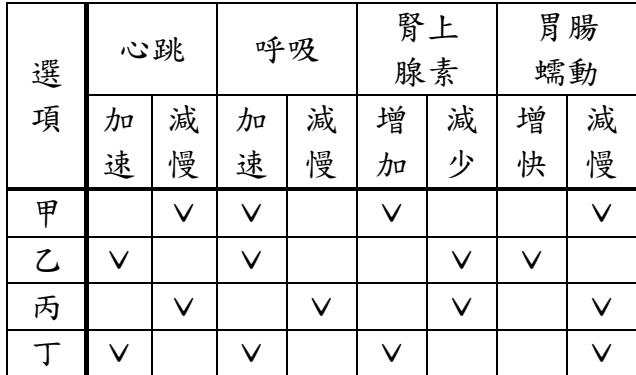 選項 心跳 呼吸 腎上腺素 胃腸蠕動
加速 減慢 加速 減慢 增加 減少 增快 減慢
甲 ∨ ∨ ∨ ∨
乙 ∨ ∨ ∨ ∨
丙 ∨ ∨ ∨ ∨
丁 ∨ ∨ ∨ ∨